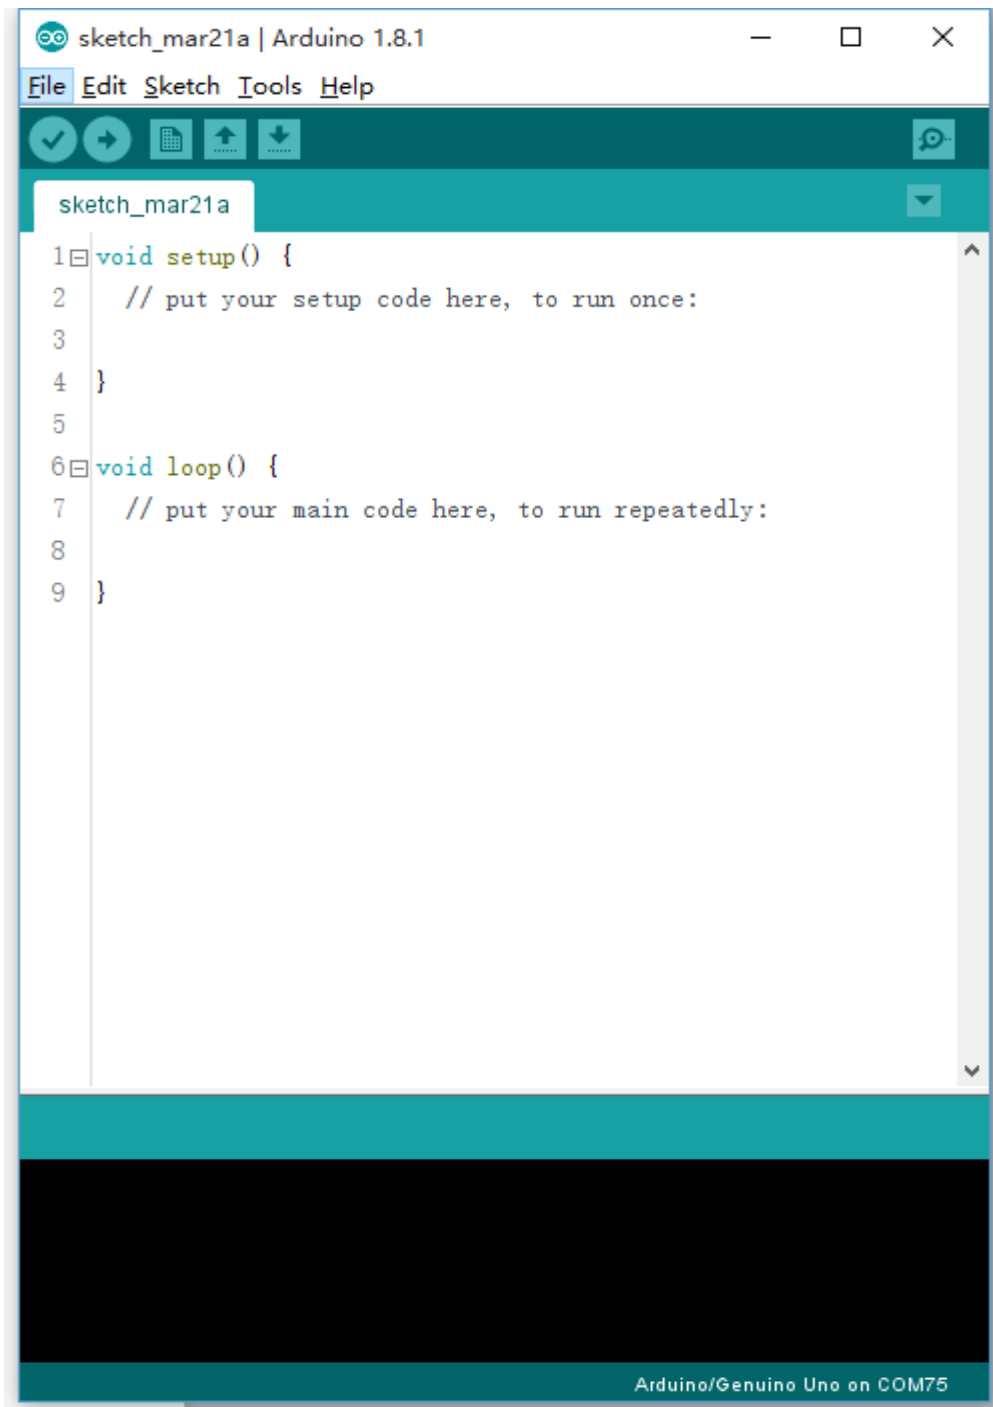 sketch_mar21a | Arduino 1.8.1
File Edit Sketch Tools Help
sketch_mar21a
1 void setup() {
2 // put your setup code here, to run once:
3
4 }
5
6 void loop() {
7 // put your main code here, to run repeatedly:
8
9 }
Arduino/Genuino Uno on COM75